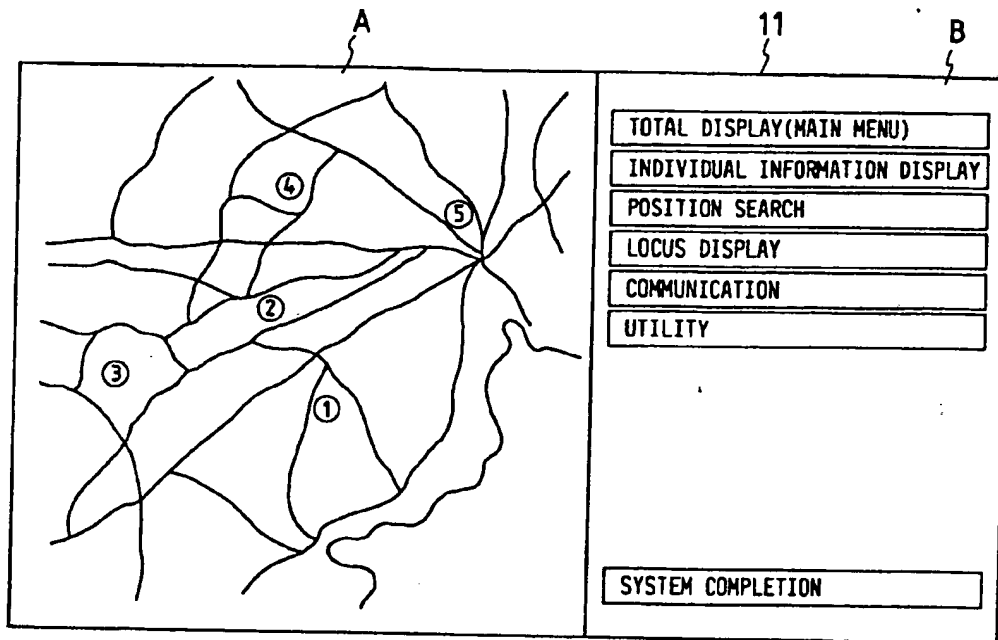 A 11 B
TOTAL DISPLAY(MAIN MENU)
INDIVIDUAL INFORMATION DISPLAY
④
⑤
POSITION SEARCH
LOCUS DISPLAY
COMMUNICATION
②
UTILITY
③
①
SYSTEM COMPLETION